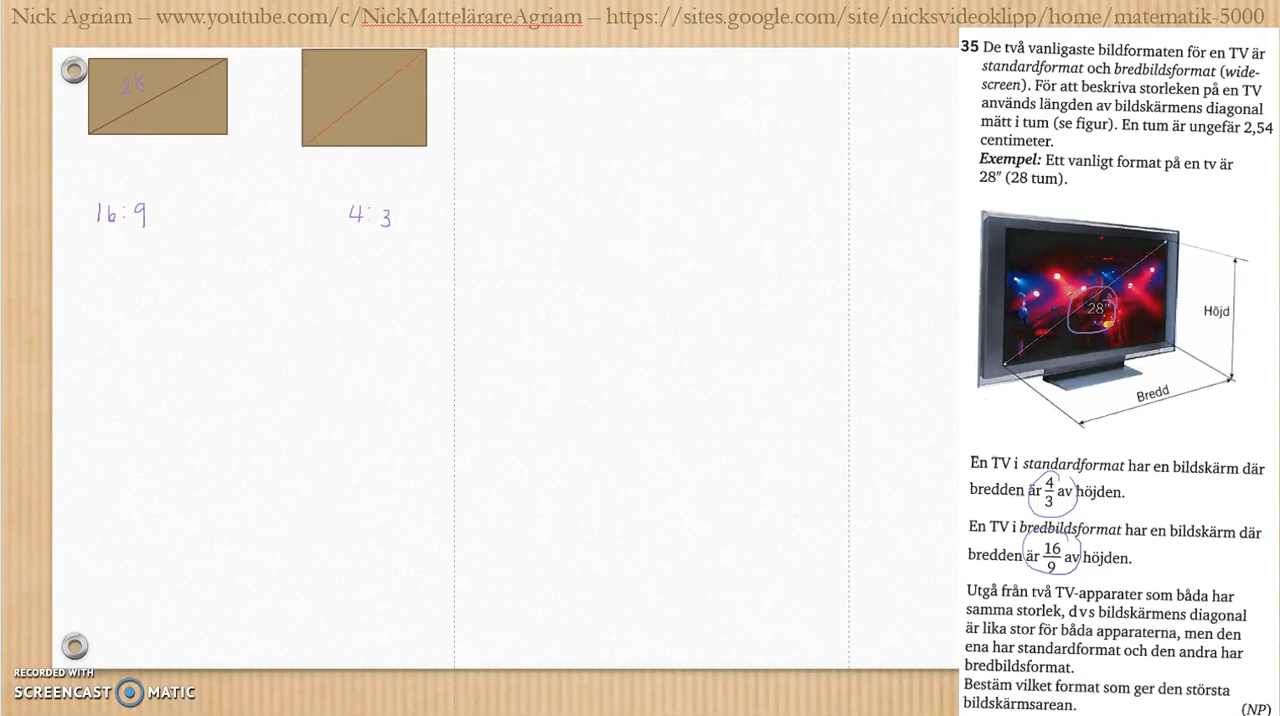 Nick Agriam – www.youtube.com/c/NickMattelärareAgriam – https://sites.google.com/site/nicksvideoklipp/home/matematik-5000
28
16:9
4:3
35 De två vanligaste bildformaten för en TV är
standardformat och bredbildsformat (wide-
screen). För att beskriva storleken på en TV
används längden av bildskärmens diagonal
mätt i tum (se figur). En tum är ungefär 2,54
centimeter.
Exempel: Ett vanligt format på en tv är
28" (28 tum).
28"
Höjd
Bredd
En TV i standardformat har en bildskärm där
bredden är 4/3 av höjden.
En TV i bredbildsformat har en bildskärm där
bredden är 16/9 av höjden.
Utgå från två TV-apparater som båda har
samma storlek, dvs bildskärmens diagonal
är lika stor för båda apparaterna, men den
ena har standardformat och den andra har
bredbildsformat.
Bestäm vilket format som ger den största
bildskärmsarean.
(NP)
RECORDED WITH
SCREENCAST MATIC